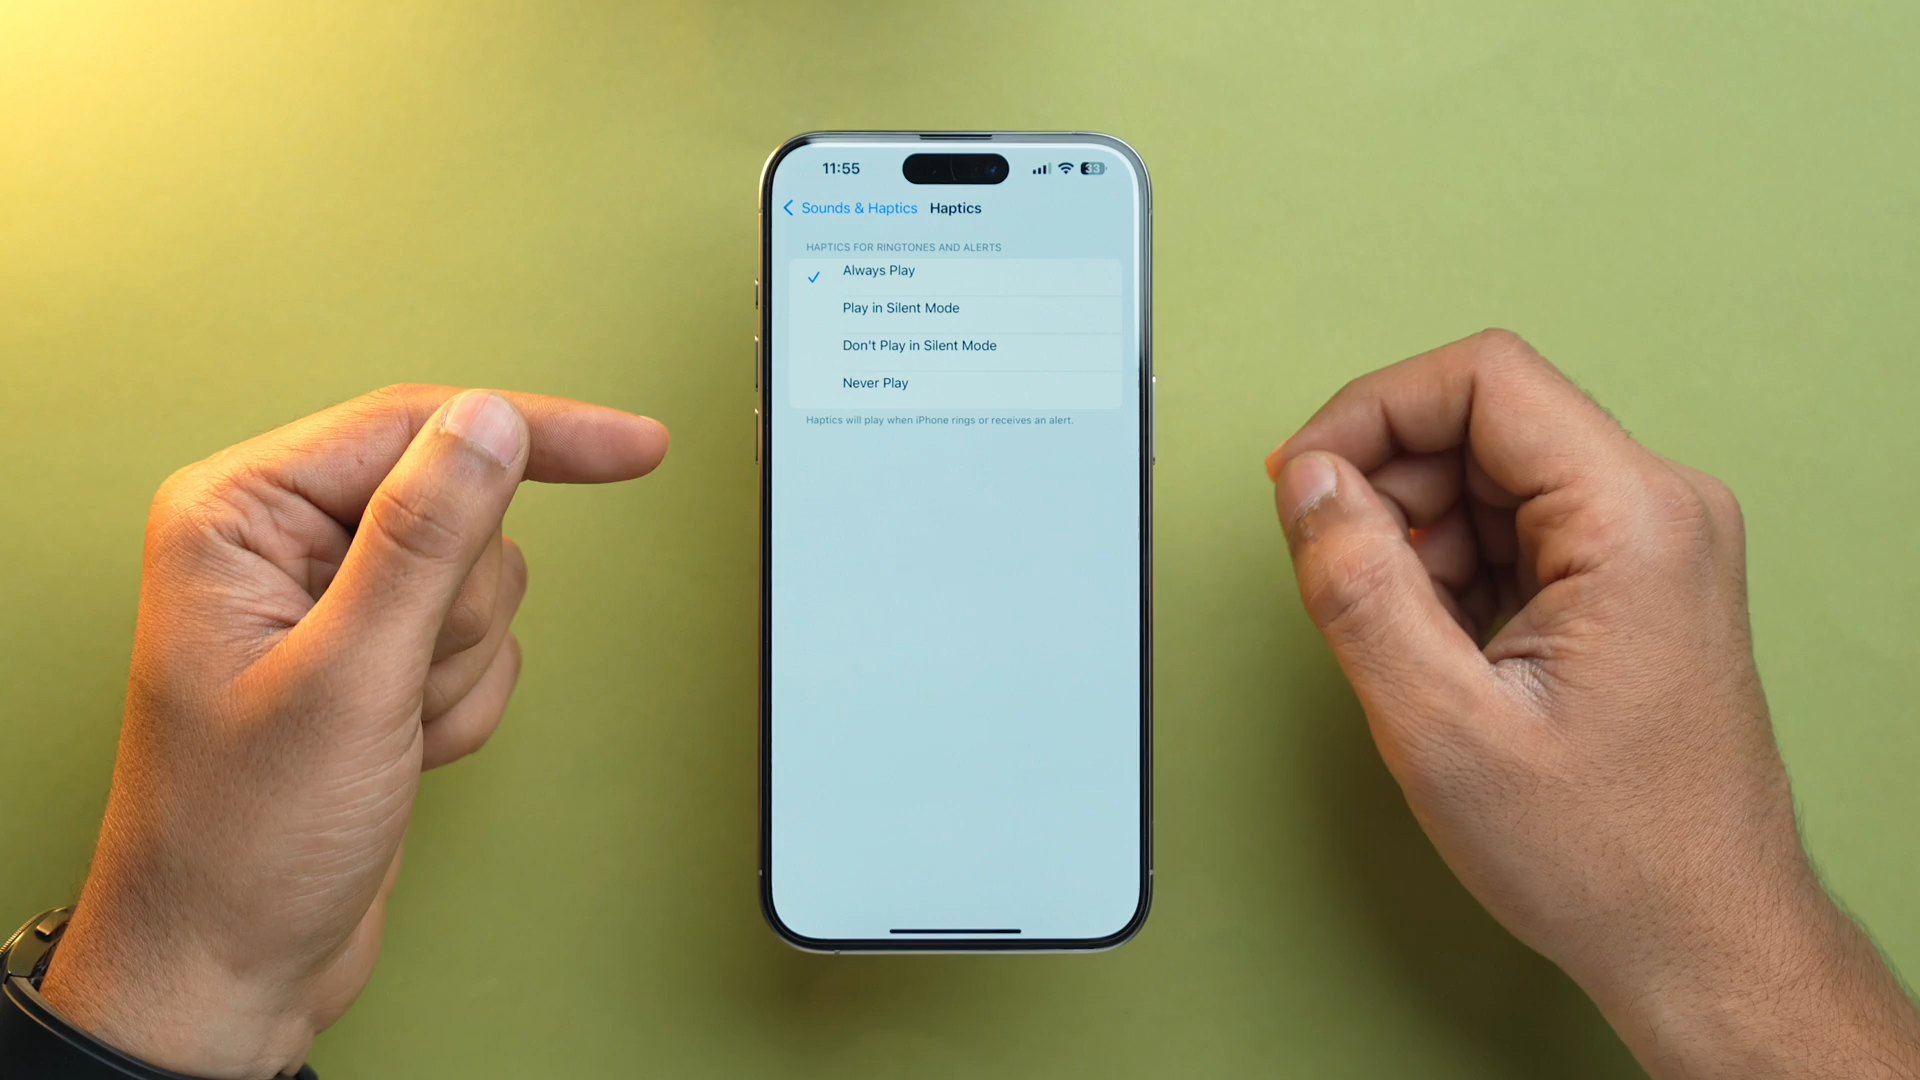 11:55
33
Sounds & Haptics Haptics
HAPTICS FOR RINGTONES AND ALERTS
Always Play
Play in Silent Mode
Don't Play in Silent Mode
Never Play
Haptics will play when iPhone rings or receives an alert.